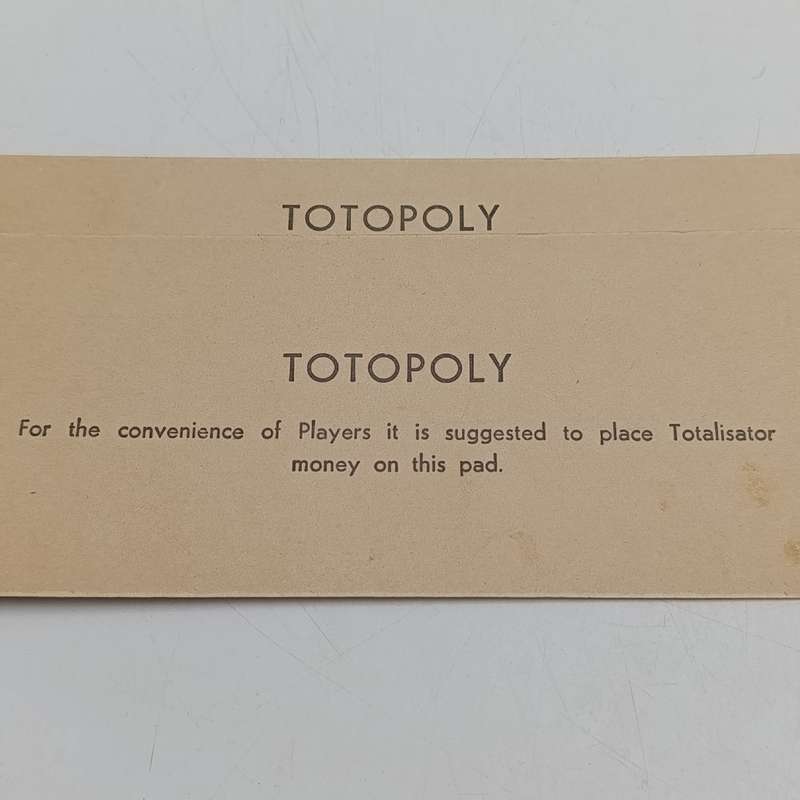 TOTOPOLY
TOTOPOLY
For the convenience of Players it is suggested to place Totalisator
money on this pad.